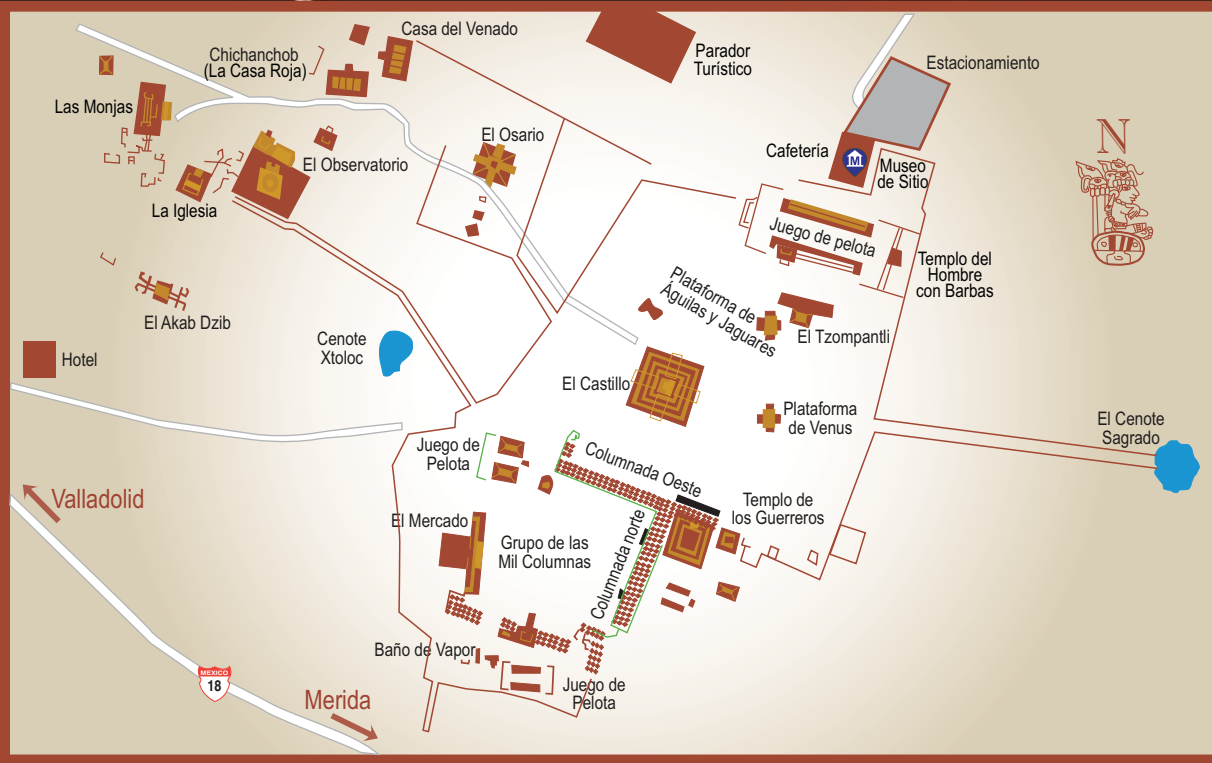 Casa del Venado
Chichanchob
(La Casa Roja)
Parador
Turístico
Estacionamiento
Las Monjas
El Osario
Cafetería
M
Museo
de Sitio
N
El Observatorio
La Iglesia
Juego de pelota
Templo del
Hombre
con Barbas
Plataforma de
Águilas y Jaguares
El Akab Dzib
El Tzompantli
Cenote
Xtoloc
Hotel
El Castillo
Plataforma
de Venus
El Cenote
Sagrado
Juego de
Pelota
Columnada Oeste
Valladolid
Templo de
los Guerreros
El Mercado
Grupo de las
Mil Columnas
Columnada norte
Baño de Vapor
MEXICO
18
Merida
Juego de
Pelota